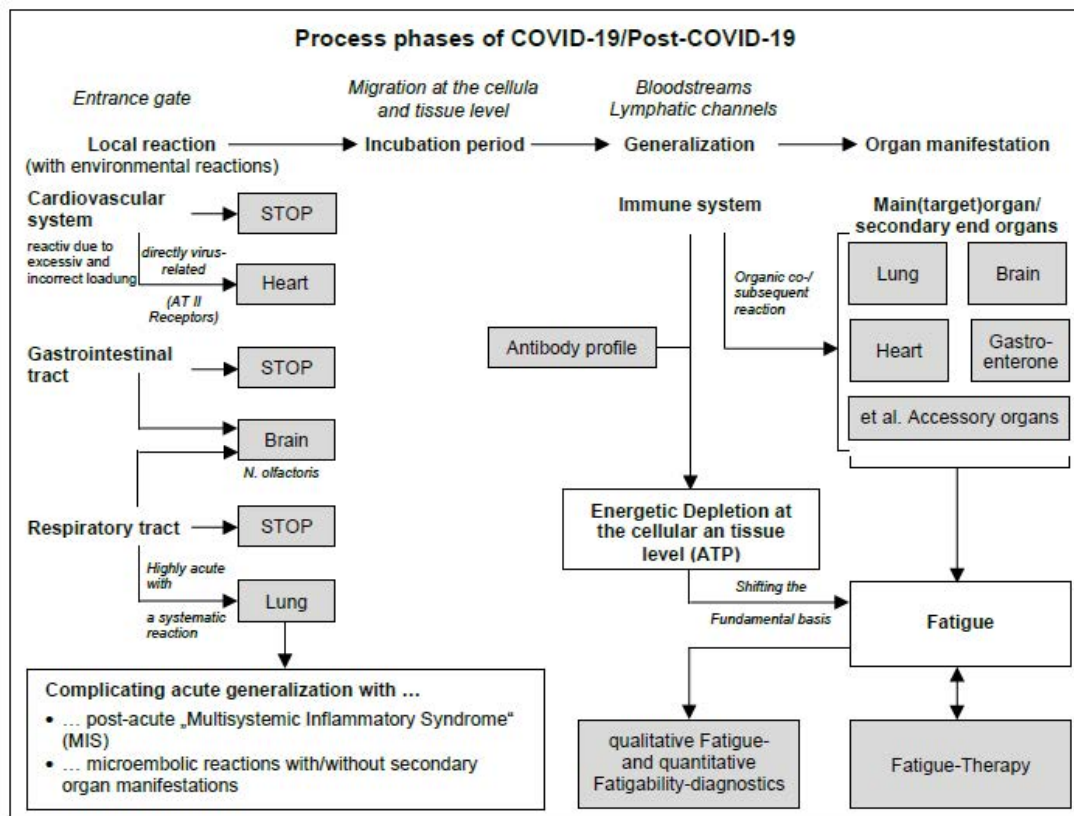 Process phases of COVID-19/Post-COVID-19
Entrance gate
Migration at the cellula
and tissue level
Bloodstreams
Lymphatic channels
Local reaction
(with environmental reactions)
Incubation period
Generalization
Organ manifestation
Cardiovascular
system
STOP
reactiv due to
excessiv and
incorrect loadung
directly virus-
related
(AT II
Receptors)
Heart
Gastrointestinal
tract
STOP
Brain
N. olfactoris
Respiratory tract
STOP
Highly acute
with
a systematic
reaction
Lung
Complicating acute generalization with …
• … post-acute „Multisystemic Inflammatory Syndrome“
(MIS)
• … microembolic reactions with/without secondary
organ manifestations
Immune system
Organic co-/
subsequent
reaction
Antibody profile
Energetic Depletion at
the cellular an tissue
level (ATP)
Shifting the
Fundamental basis
Main(target)organ/
secondary end organs
Lung
Brain
Heart
Gastro-
enterone
et al. Accessory organs
Fatigue
qualitative Fatigue-
and quantitative
Fatigability-diagnostics
Fatigue-Therapy